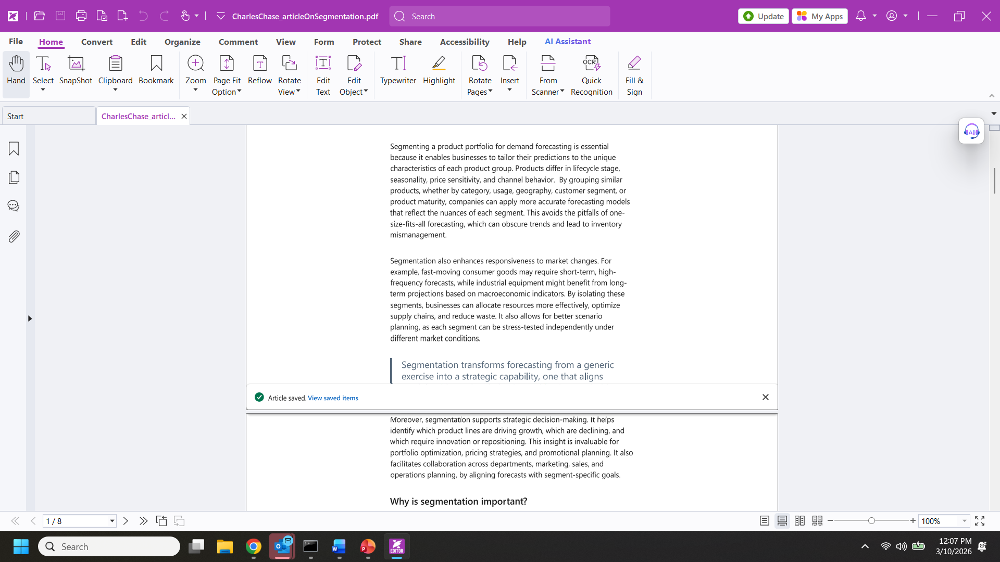 CharlesChase_articleOnSegmentation.pdf
Search
Update
My Apps
File
Home
Convert
Edit
Organize
Comment
View
Form
Protect
Share
Accessibility
Help
AI Assistant
Hand
Select
SnapShot
Clipboard
Bookmark
Zoom
Page Fit
Option
Reflow
Rotate
View
Edit
Text
Edit
Object
Typewriter
Highlight
Rotate
Pages
Insert
From
Scanner
OCR
Quick
Recognition
Fill &
Sign
Start
CharlesChase_articl...
AI
Segmenting a product portfolio for demand forecasting is essential
because it enables businesses to tailor their predictions to the unique
characteristics of each product group. Products differ in lifecycle stage,
seasonality, price sensitivity, and channel behavior.  By grouping similar
products, whether by category, usage, geography, customer segment, or
product maturity, companies can apply more accurate forecasting models
that reflect the nuances of each segment. This avoids the pitfalls of one-
size-fits-all forecasting, which can obscure trends and lead to inventory
mismanagement.
Segmentation also enhances responsiveness to market changes. For
example, fast-moving consumer goods may require short-term, high-
frequency forecasts, while industrial equipment might benefit from long-
term projections based on macroeconomic indicators. By isolating these
segments, businesses can allocate resources more effectively, optimize
supply chains, and reduce waste. It also allows for better scenario
planning, as each segment can be stress-tested independently under
different market conditions.
Segmentation transforms forecasting from a generic
exercise into a strategic capability, one that aligns
Article saved. View saved items
Moreover, segmentation supports strategic decision-making. It helps
identify which product lines are driving growth, which are declining, and
which require innovation or repositioning. This insight is invaluable for
portfolio optimization, pricing strategies, and promotional planning. It also
facilitates collaboration across departments, marketing, sales, and
operations planning, by aligning forecasts with segment-specific goals.
Why is segmentation important?
1 / 8
100%
Search
EDITOR
12:07 PM
3/10/2026